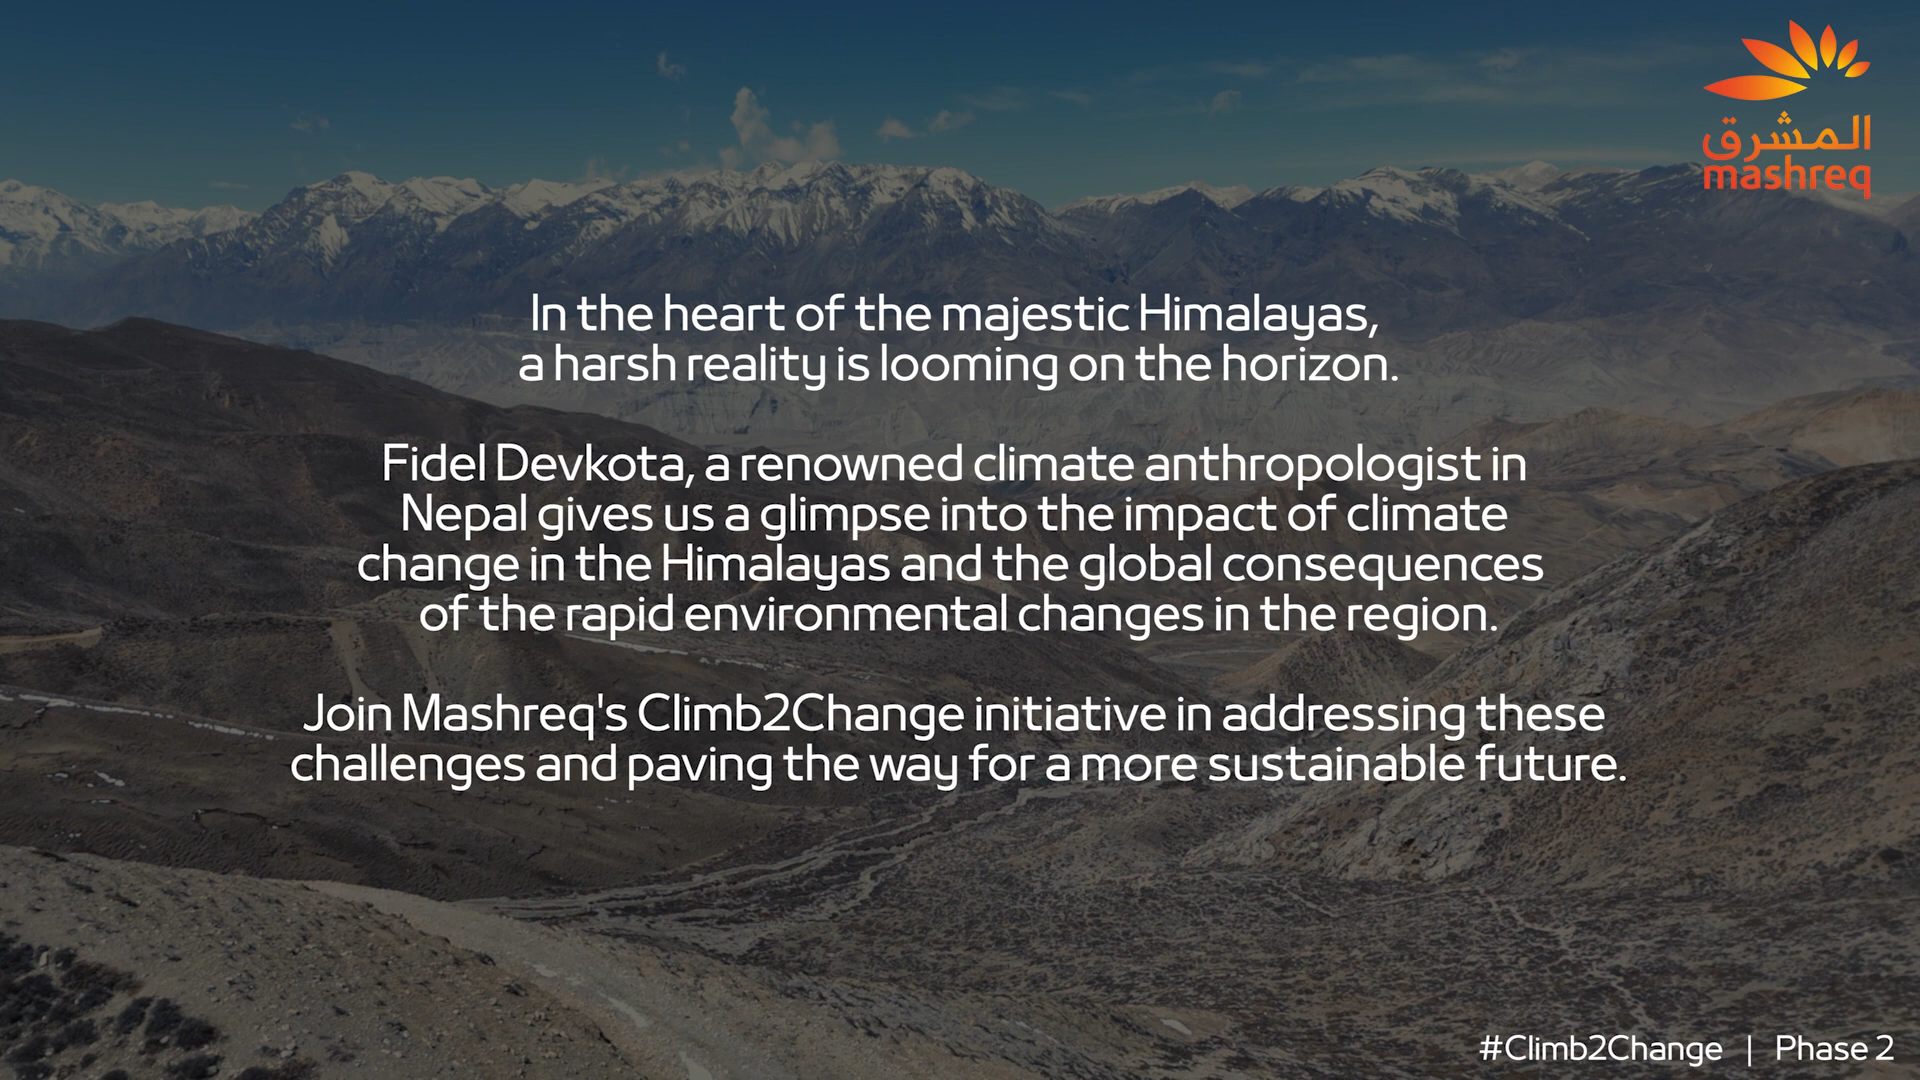 المشرق
mashreq
In the heart of the majestic Himalayas,
a harsh reality is looming on the horizon.
Fidel Devkota, a renowned climate anthropologist in
Nepal gives us a glimpse into the impact of climate
change in the Himalayas and the global consequences
of the rapid environmental changes in the region.
Join Mashreq's Climb2Change initiative in addressing these
challenges and paving the way for a more sustainable future.
#Climb2Change | Phase 2